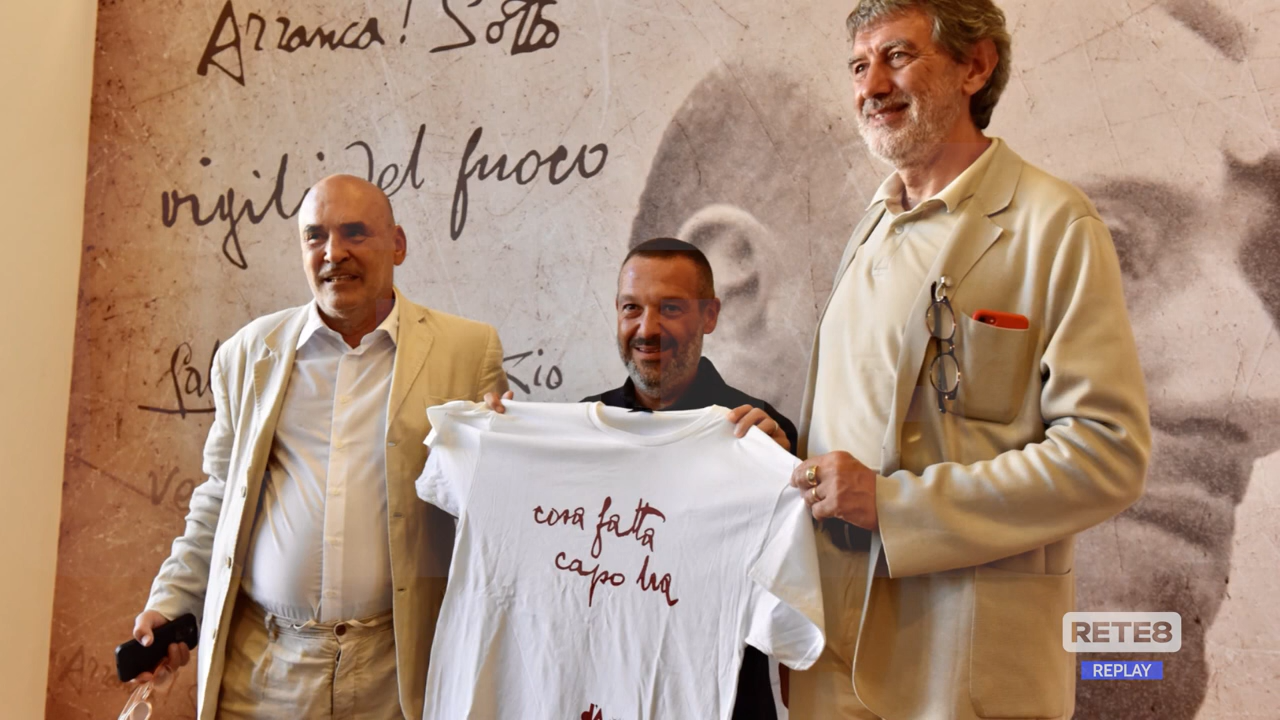 Arranca! Sotto
vigili del fuoco
cosa fatta
capo ha
RETE8
REPLAY